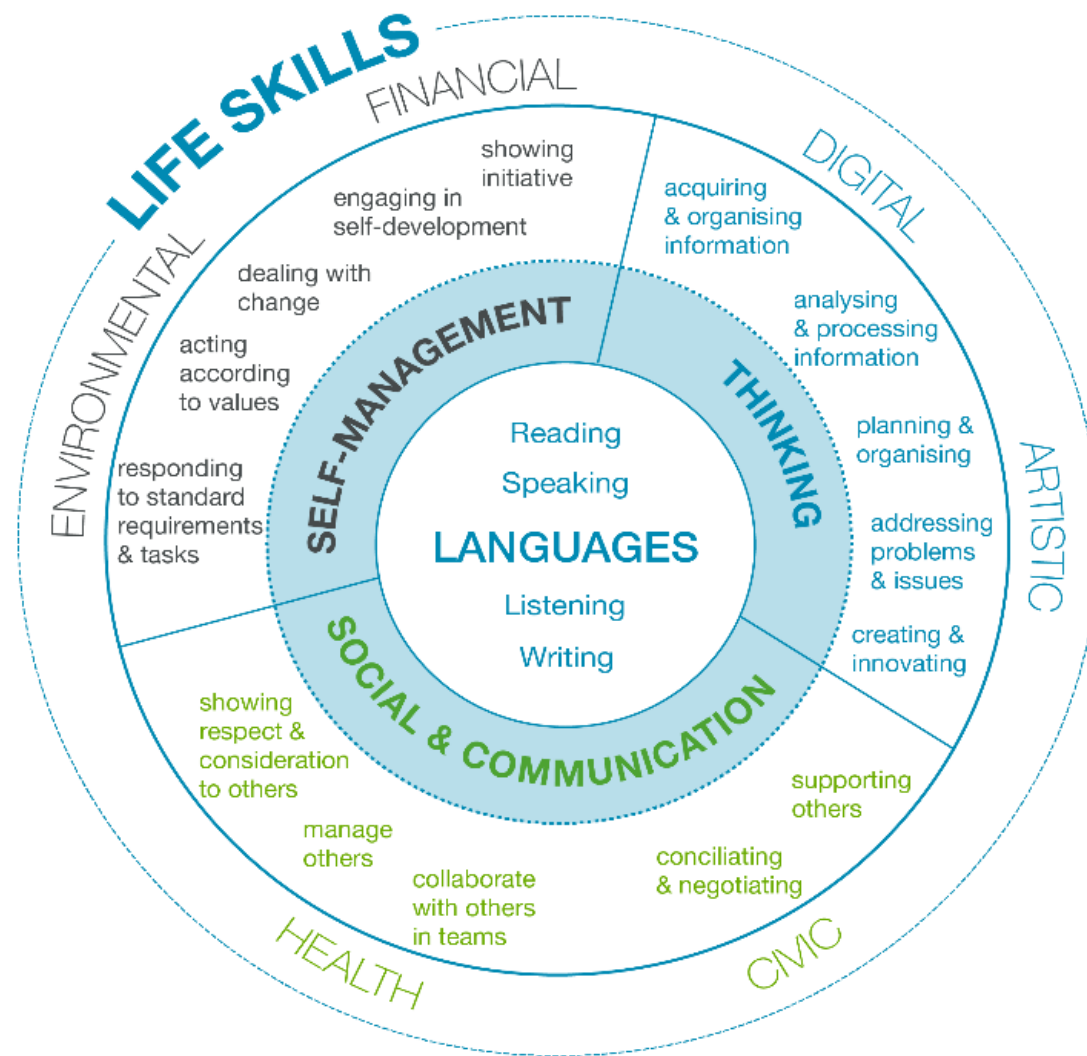 LIFE SKILLS
FINANCIAL
DIGITAL
ARTISTIC
CIVIC
HEALTH
ENVIRONMENTAL
SELF-MANAGEMENT
showing
initiative
engaging in
self-development
dealing with
change
acting
according
to values
responding
to standard
requirements
& tasks
THINKING
acquiring
& organising
information
analysing
& processing
information
planning &
organising
addressing
problems
& issues
creating &
innovating
SOCIAL & COMMUNICATION
showing
respect &
consideration
to others
manage
others
collaborate
with others
in teams
conciliating
& negotiating
supporting
others
Reading
Speaking
LANGUAGES
Listening
Writing